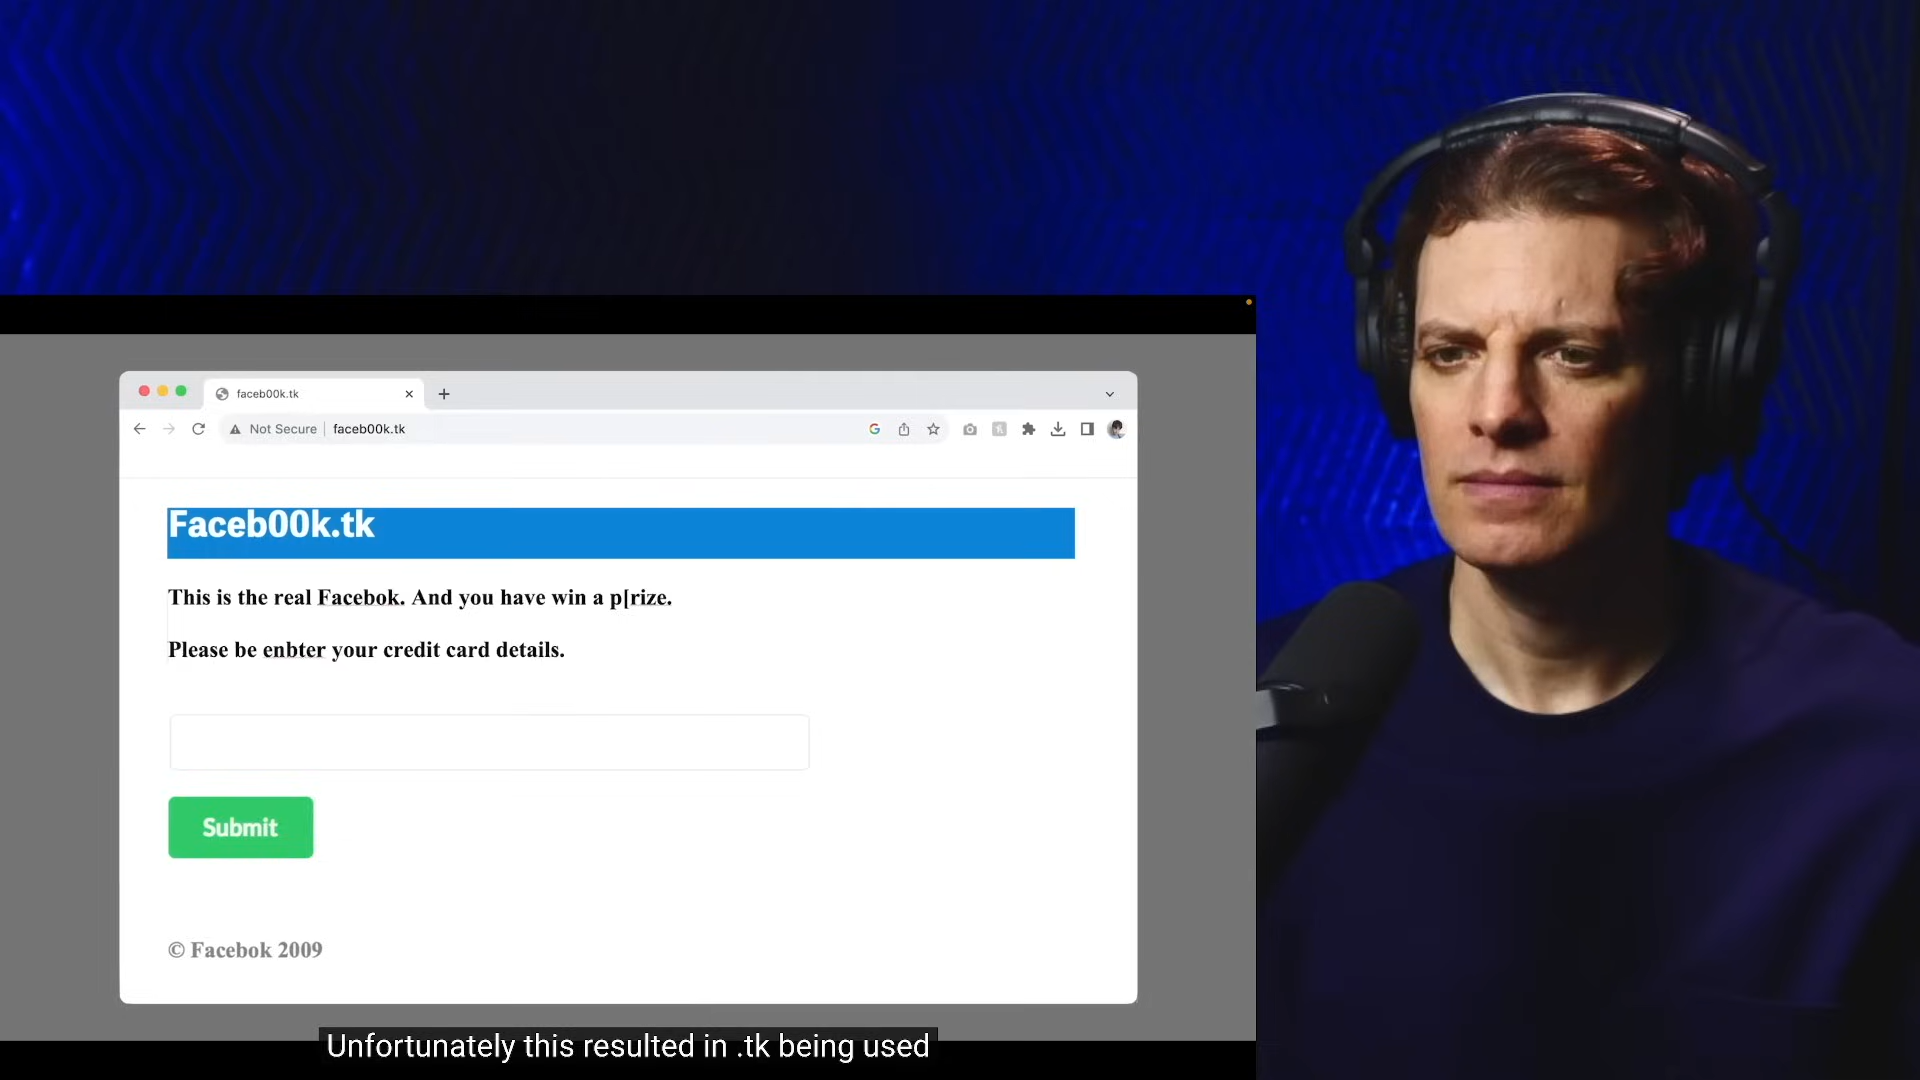 faceb00k.tk
Not Secure | faceb00k.tk
Faceb00k.tk
This is the real Facebok. And you have win a p[rize.
Please be enbter your credit card details.
Submit
© Facebok 2009
Unfortunately this resulted in .tk being used